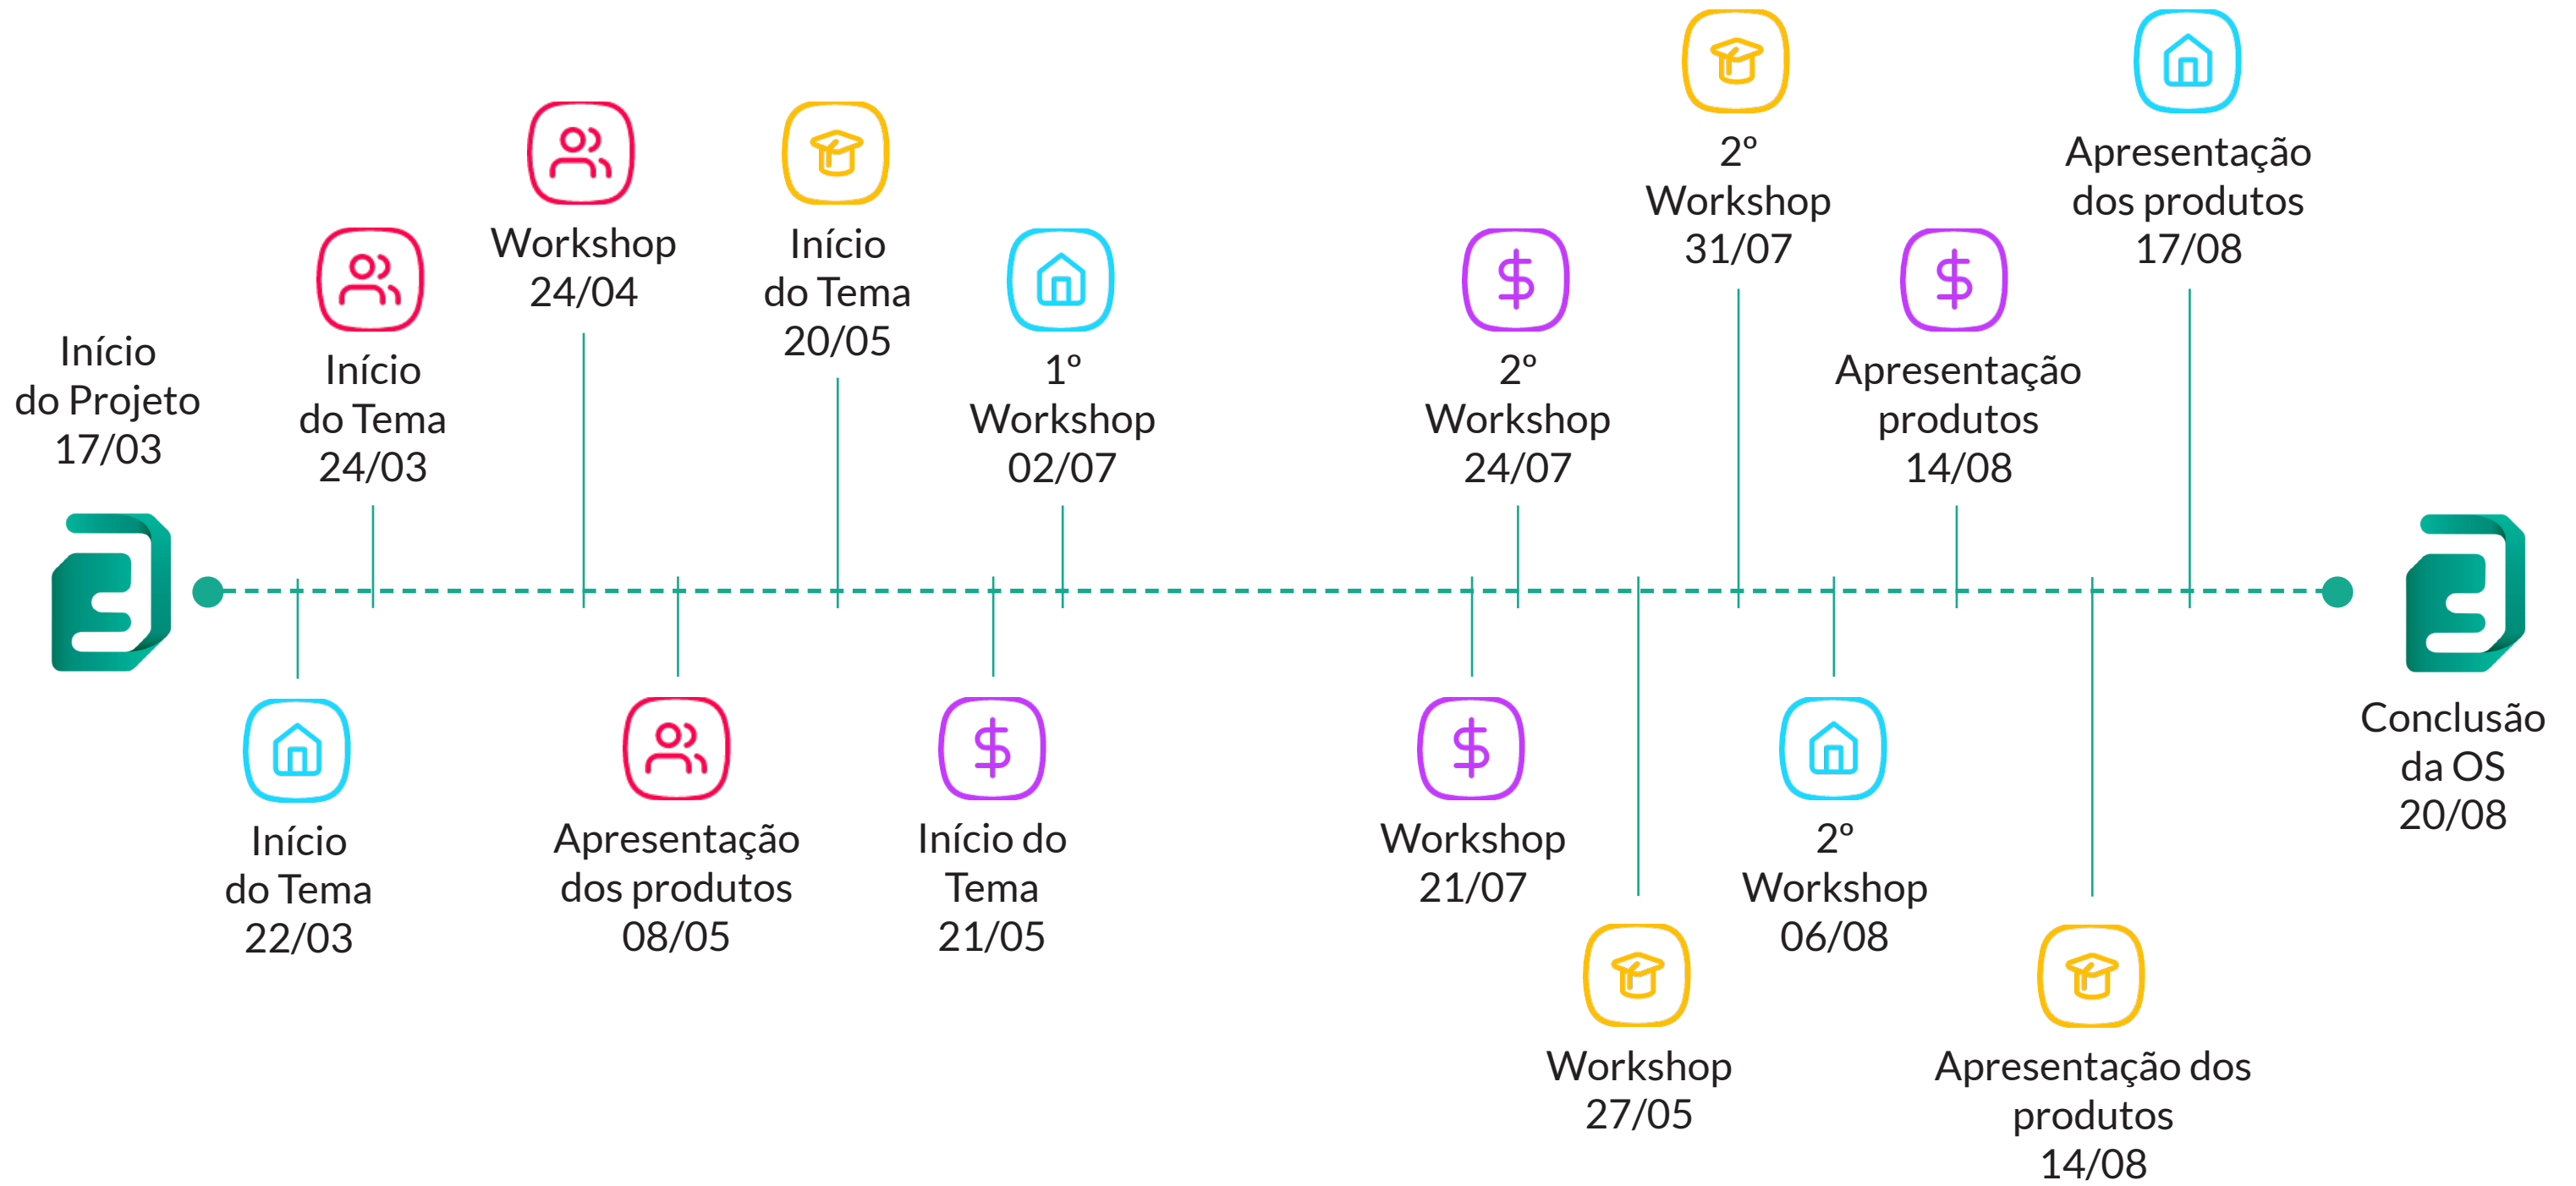 Início
do Projeto
17/03
Início
do Tema
22/03
Início
do Tema
24/03
Workshop
24/04
Apresentação
dos produtos
08/05
Início
do Tema
20/05
Início do
Tema
21/05
1º
Workshop
02/07
Workshop
21/07
2º
Workshop
24/07
Workshop
27/05
2º
Workshop
31/07
2º
Workshop
06/08
Apresentação
produtos
14/08
Apresentação dos
produtos
14/08
Apresentação
dos produtos
17/08
Conclusão
da OS
20/08